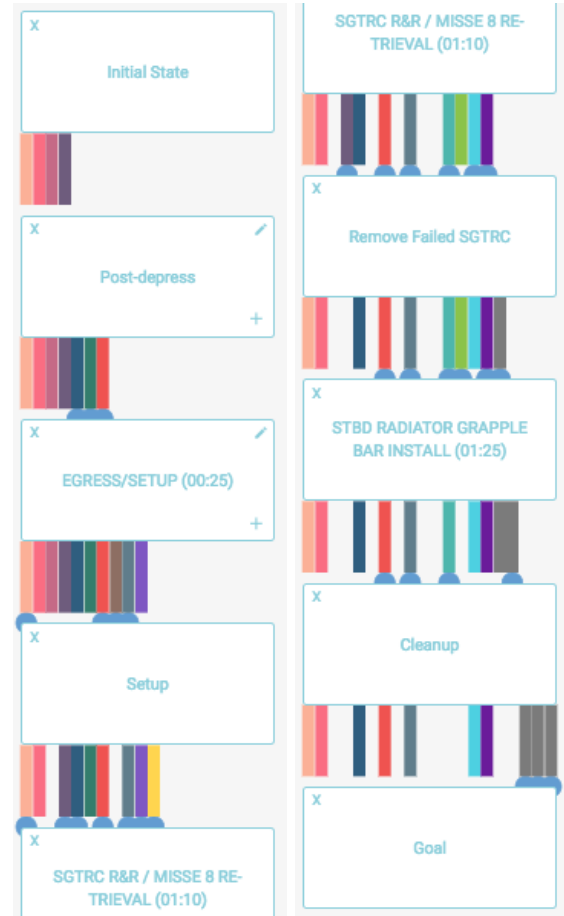 X
Initial State
X
Post-depress
+
X
EGRESS/SETUP (00:25)
+
X
Setup
X
SGTRC R&R / MISSE 8 RE-
TRIEVAL (01:10)
SGTRC R&R / MISSE 8 RE-
TRIEVAL (01:10)
X
Remove Failed SGTRC
X
STBD RADIATOR GRAPPLE
BAR INSTALL (01:25)
X
Cleanup
X
Goal